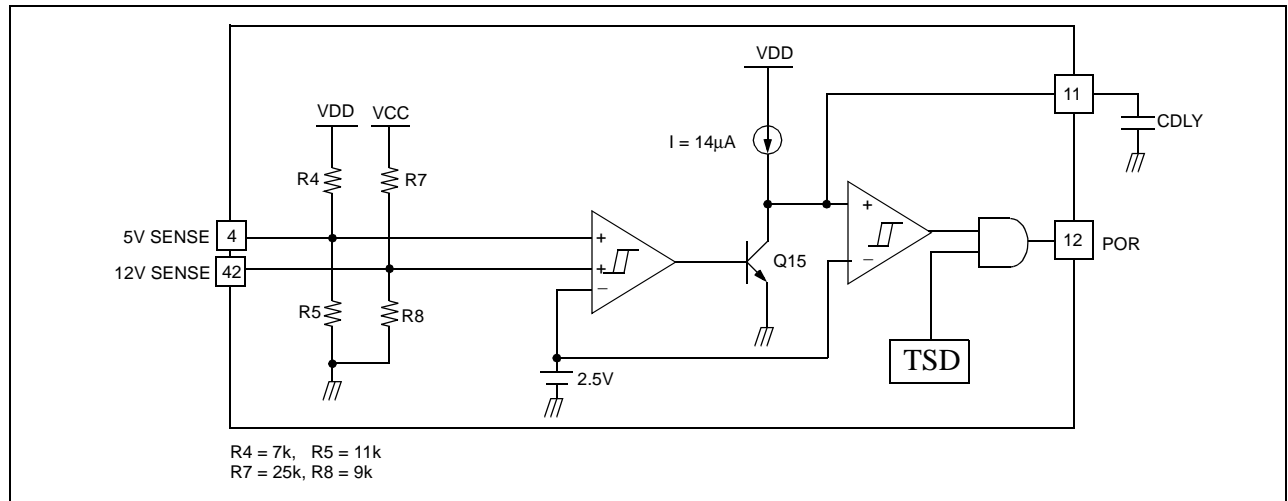 VDD
11
VDD
VCC
CDLY
I = 14µA
R4
R7
+
5V SENSE
4
+
12
POR
12V SENSE
42
+
Q15
−
−
R5
R8
TSD
2.5V
R4 = 7k, R5 = 11k
R7 = 25k, R8 = 9k